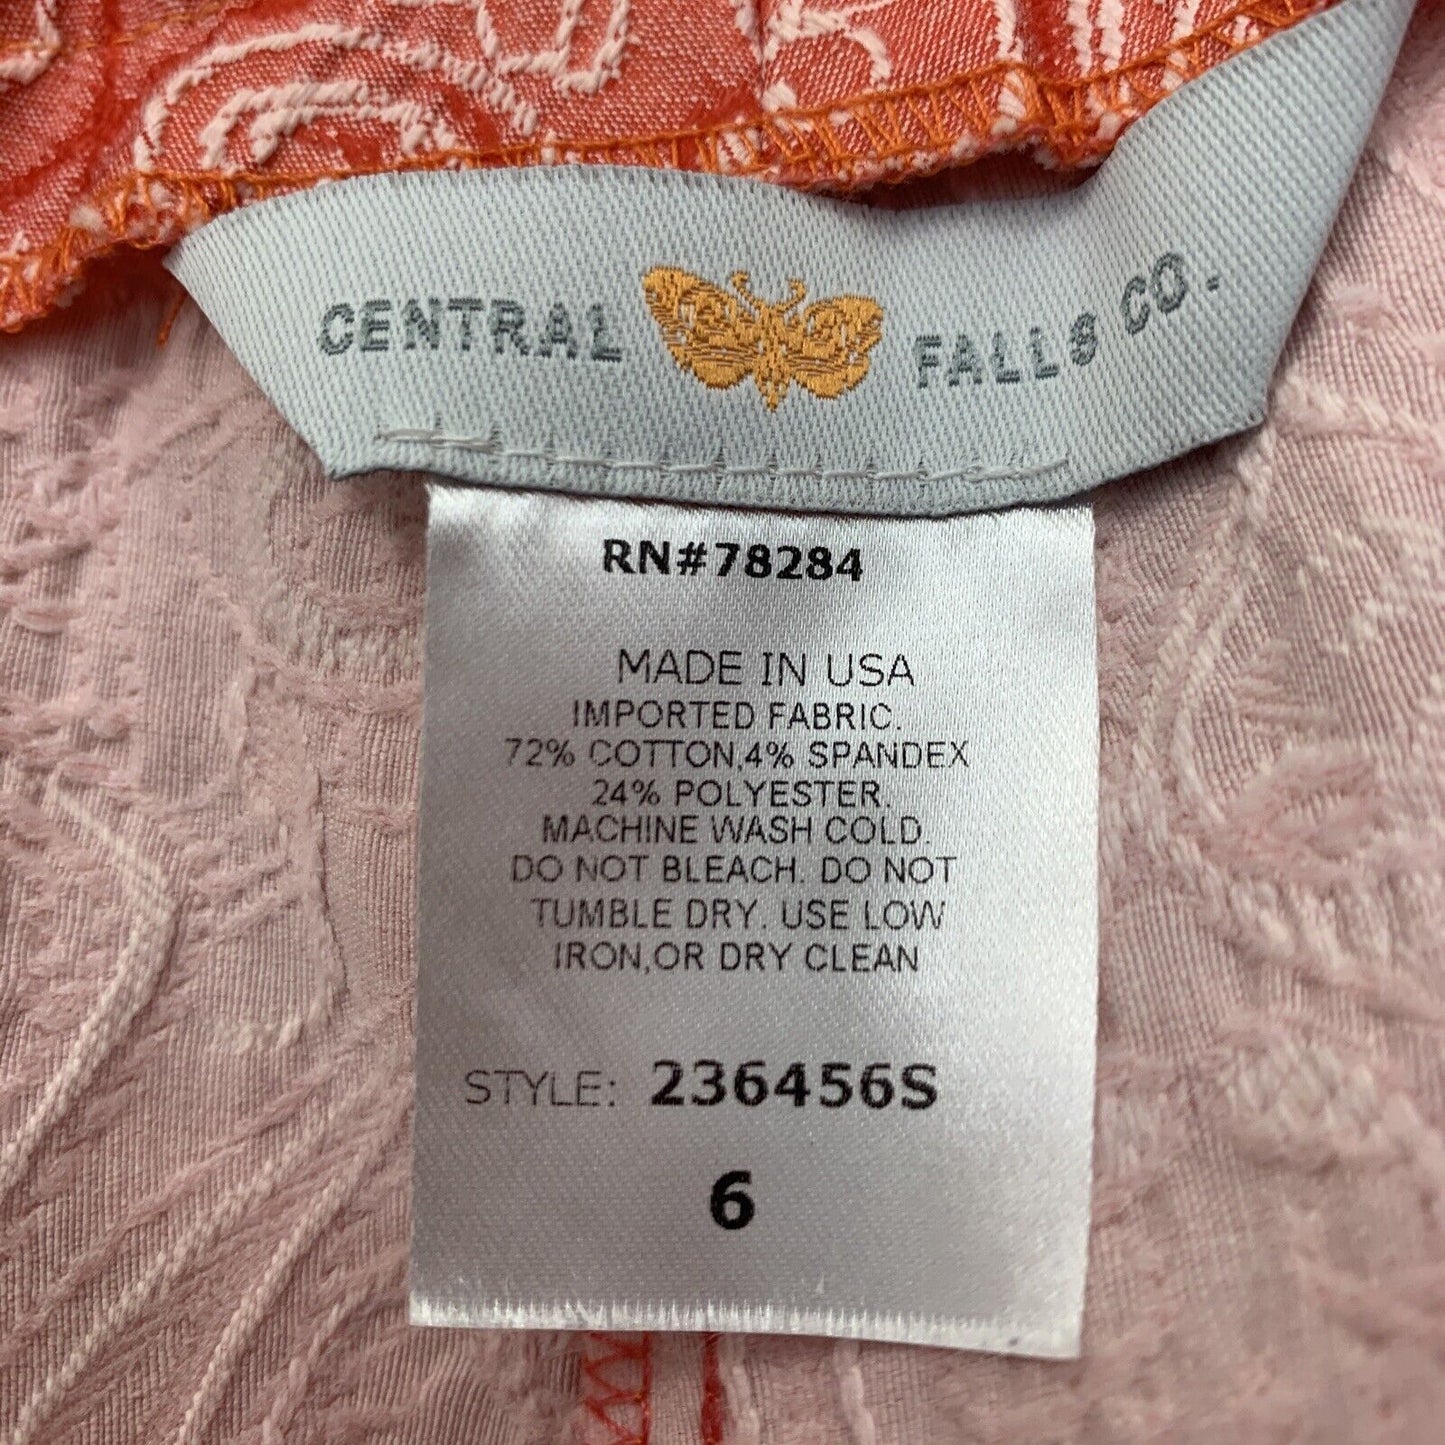 CENTRAL FALLS CO.
RN#78284
MADE IN USA
IMPORTED FABRIC.
72% COTTON,4% SPANDEX
24% POLYESTER.
MACHINE WASH COLD.
DO NOT BLEACH. DO NOT
TUMBLE DRY. USE LOW
IRON,OR DRY CLEAN
STYLE: 236456S
6